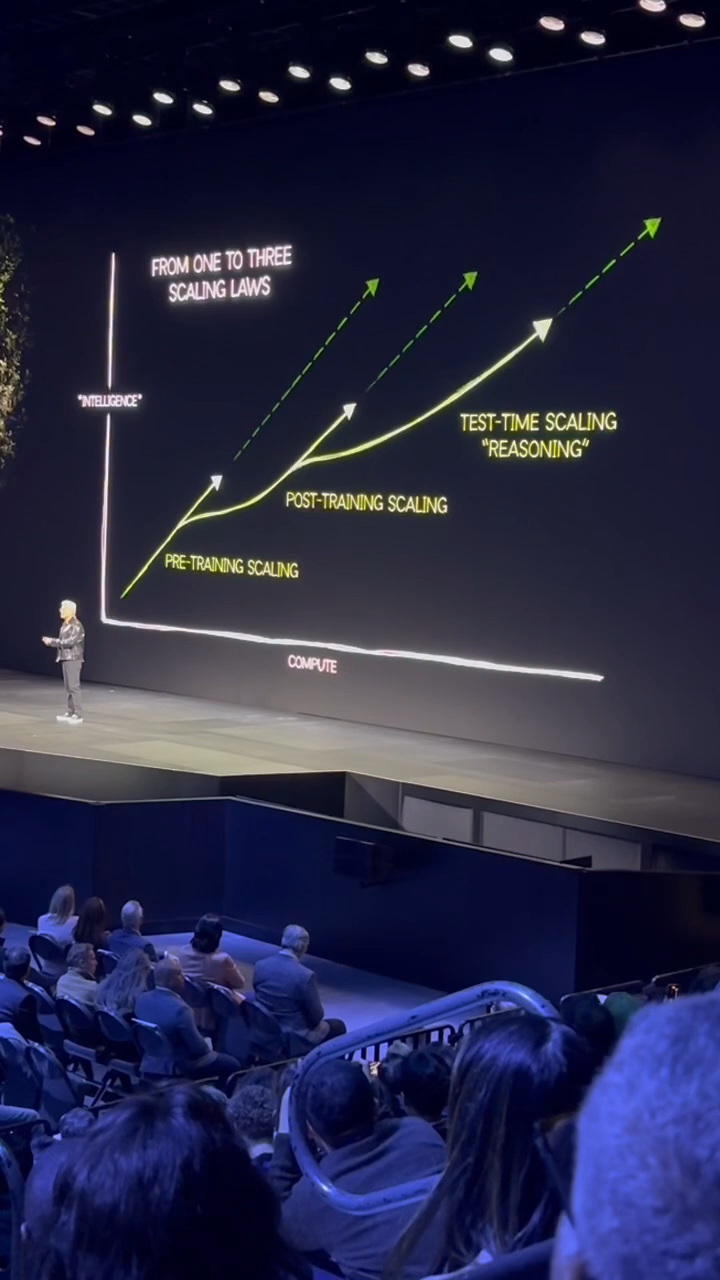 FROM ONE TO THREE
SCALING LAWS
"INTELLIGENCE"
TEST-TIME SCALING
"REASONING"
POST-TRAINING SCALING
PRE-TRAINING SCALING
COMPUTE